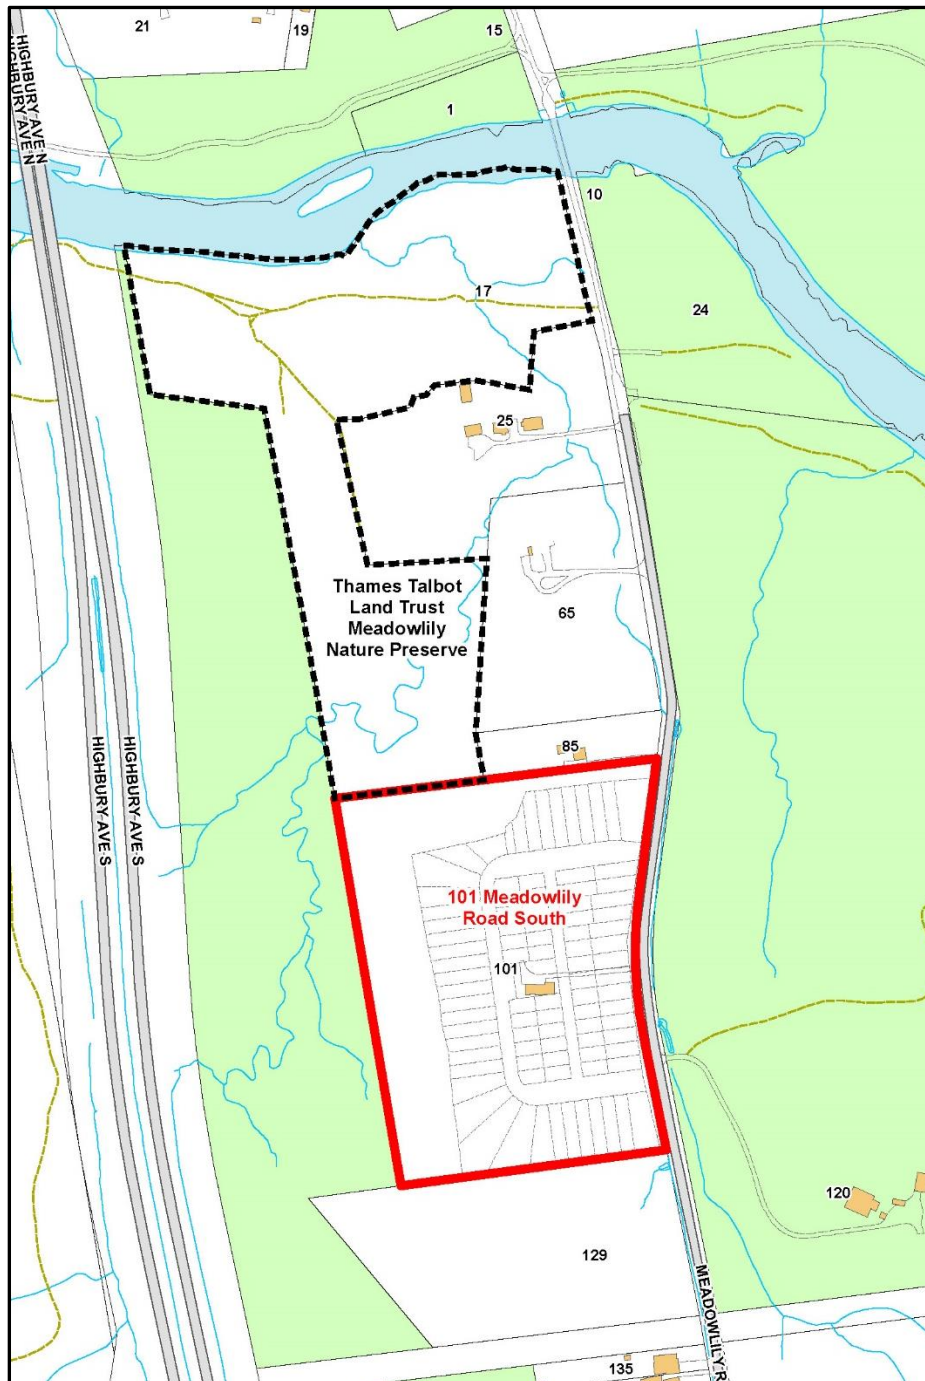 21
19
15
1
HIGHBURY AVE N
HIGHBURY AVE N
10
17
24
25
Thames Talbot
Land Trust
Meadowlily
Nature Preserve
65
85
HIGHBURY AVE S
HIGHBURY AVE S
101 Meadowlily
Road South
101
120
129
MEADOWLILY R
135